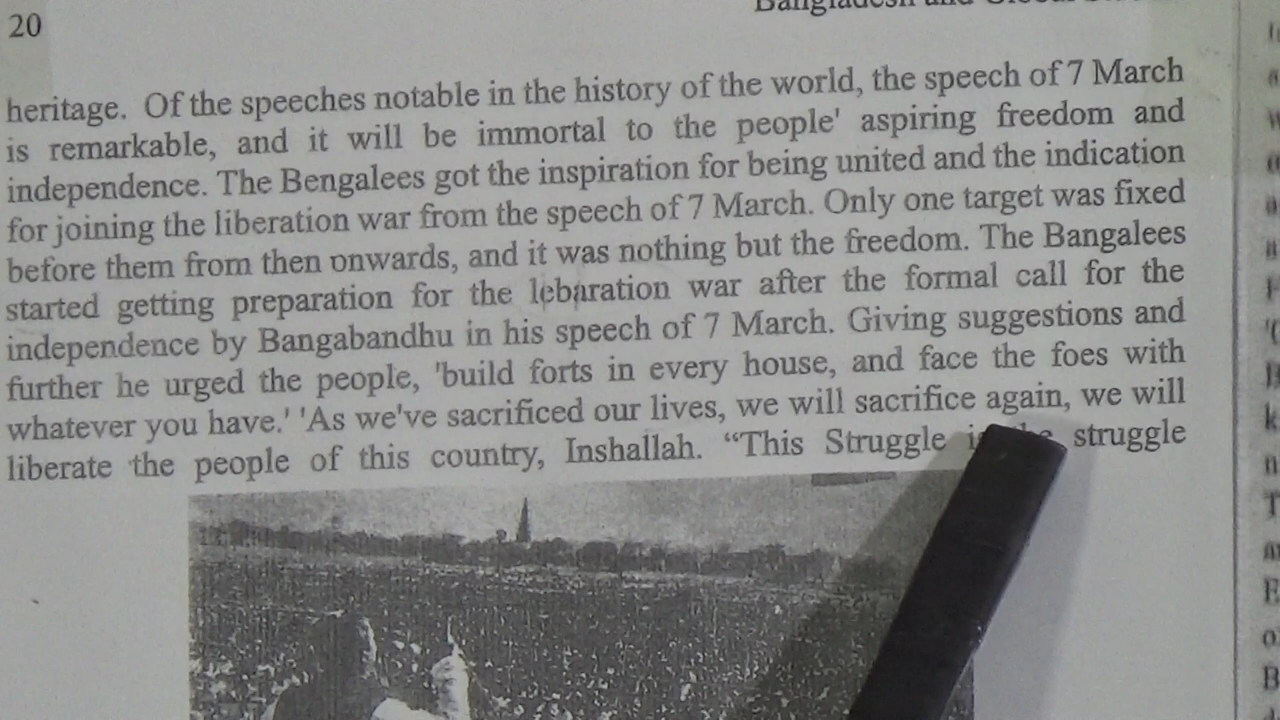 20
Bangladesh and Global
heritage. Of the speeches notable in the history of the world, the speech of 7 March
is remarkable, and it will be immortal to the people' aspiring freedom and
independence. The Bengalees got the inspiration for being united and the indication
for joining the liberation war from the speech of 7 March. Only one target was fixed
before them from then onwards, and it was nothing but the freedom. The Bangalees
started getting preparation for the lebaration war after the formal call for the
independence by Bangabandhu in his speech of 7 March. Giving suggestions and
further he urged the people, 'build forts in every house, and face the foes with
whatever you have.' 'As we've sacrificed our lives, we will sacrifice again, we will
liberate the people of this country, Inshallah. “This Struggle is the struggle